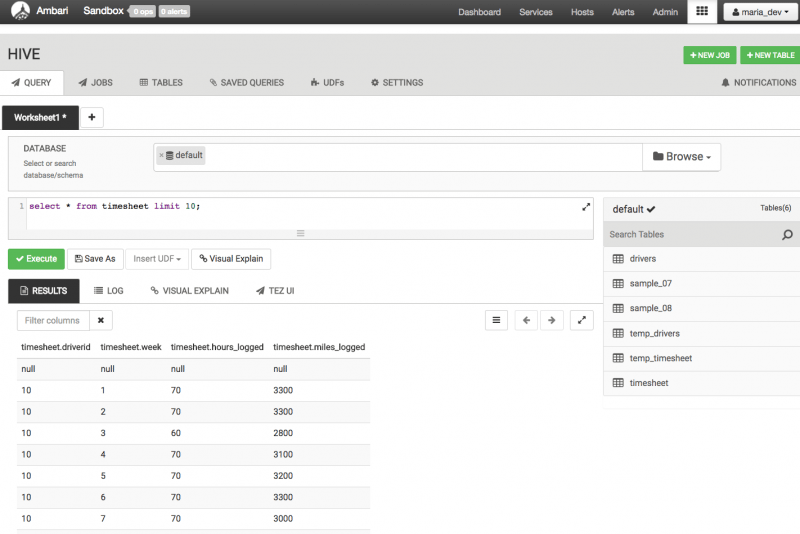 Ambari Sandbox 0 ops 0 alerts Dashboard Services Hosts Alerts Admin maria_dev
HIVE
+ NEW JOB + NEW TABLE
QUERY JOBS TABLES SAVED QUERIES UDFs SETTINGS NOTIFICATIONS
Worksheet1 * +
DATABASE
Select or search
database/schema
× default
Browse
1 select * from timesheet limit 10;
Execute Save As Insert UDF Visual Explain
RESULTS LOG VISUAL EXPLAIN TEZ UI
Filter columns ✖
timesheet.driverid timesheet.week timesheet.hours_logged timesheet.miles_logged
null null null null
10 1 70 3300
10 2 70 3300
10 3 60 2800
10 4 70 3100
10 5 70 3200
10 6 70 3300
10 7 70 3000
default Tables(6)
Search Tables
drivers
sample_07
sample_08
temp_drivers
temp_timesheet
timesheet